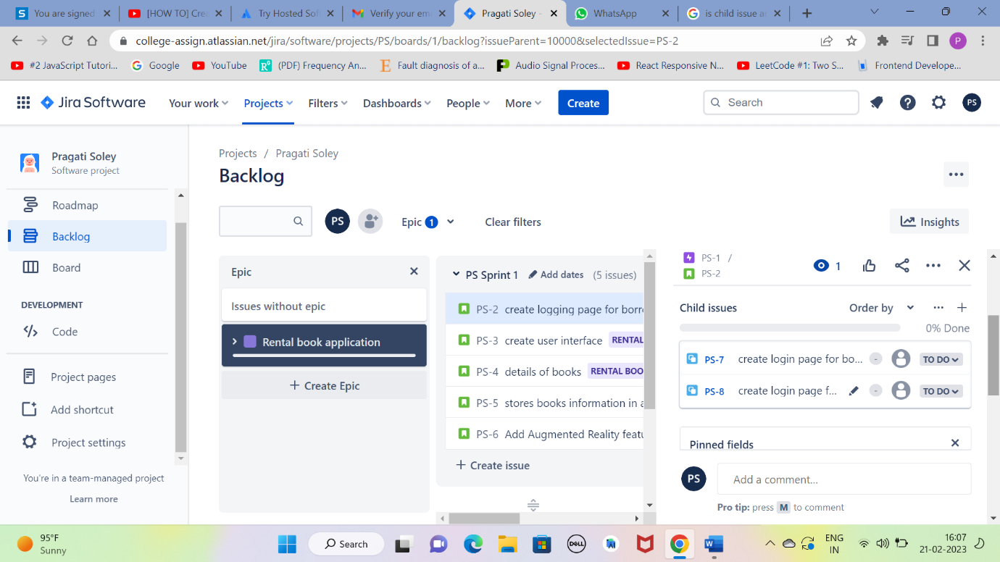 S You are signed
[HOW TO] Crea
Try Hosted Sof
Verify your em
Pragati Soley -
WhatsApp
is child issue a
college-assign.atlassian.net/jira/software/projects/PS/boards/1/backlog?issueParent=10000&selectedIssue=PS-2
P
#2 JavaScript Tutori...
Google
YouTube
(PDF) Frequency An...
Fault diagnosis of a...
Audio Signal Proces...
React Responsive N...
LeetCode #1: Two S...
Frontend Develope...
Jira Software
Your work
Projects
Filters
Dashboards
People
More
Create
Search
PS
Pragati Soley
Software project
Roadmap
Backlog
Board
DEVELOPMENT
Code
Project pages
Add shortcut
Project settings
You're in a team-managed project
Learn more
Projects / Pragati Soley
Backlog
PS
Epic 1
Clear filters
Insights
Epic
Issues without epic
Rental book application
+ Create Epic
PS Sprint 1 Add dates (5 issues)
PS-2 create logging page for borr
PS-3 create user interface RENTAL
PS-4 details of books RENTAL BOO
PS-5 stores books information in a
PS-6 Add Augmented Reality featu
+ Create issue
PS-1 /
PS-2
1
Child issues Order by
0% Done
PS-7 create login page for bo... - TO DO
PS-8 create login page f... - TO DO
Pinned fields
PS Add a comment...
Pro tip: press M to comment
95°F
Sunny
Search
DELL
W
ENG
IN
16:07
21-02-2023